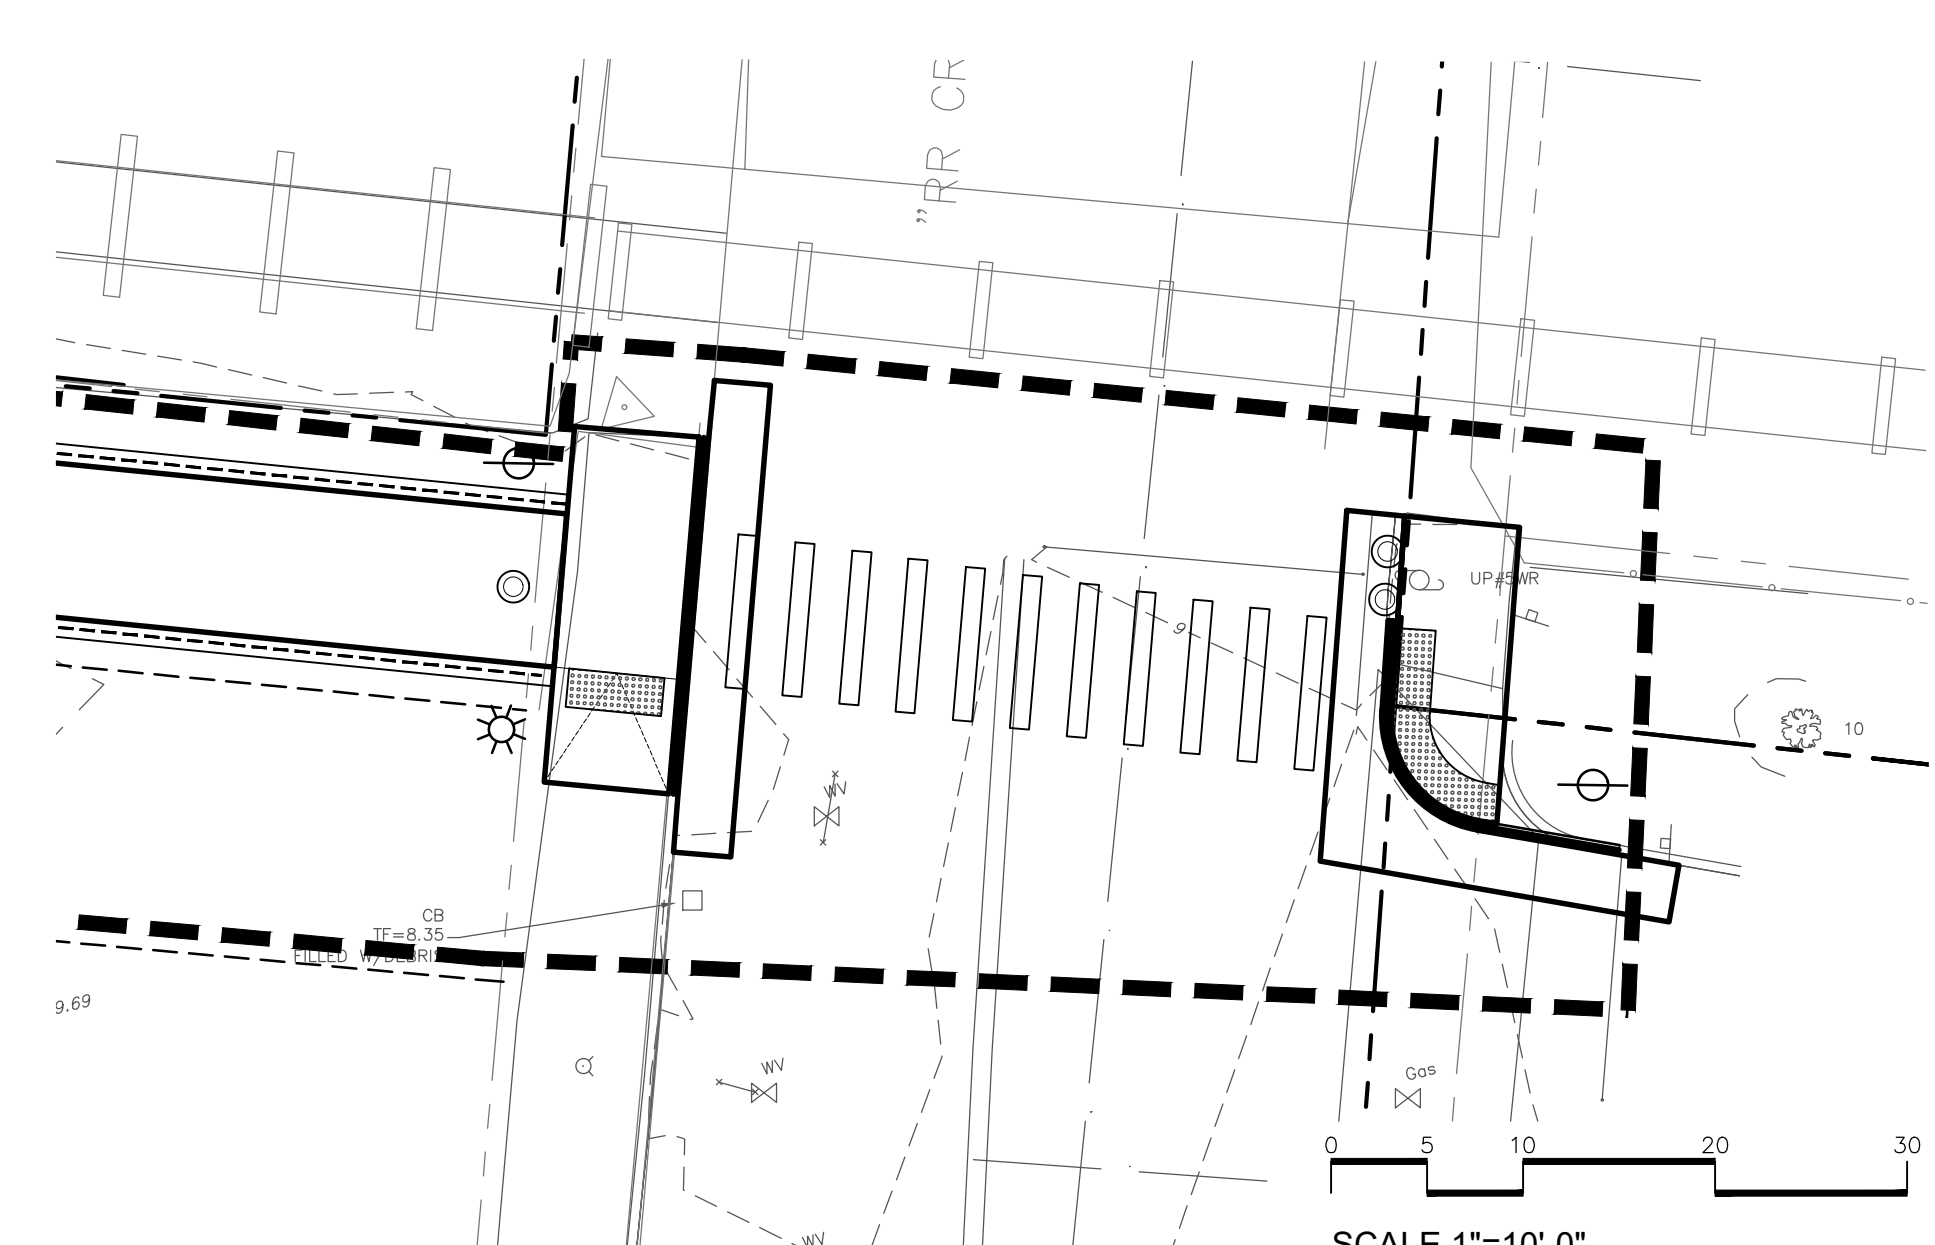 "RR CR
UP#5WR
9
10
WV
CB
TF=8.35
FILLED W/DEBRIS
9.69
WV
Gas
WV
0 5 10 20 30
SCALE 1"=10'-0"